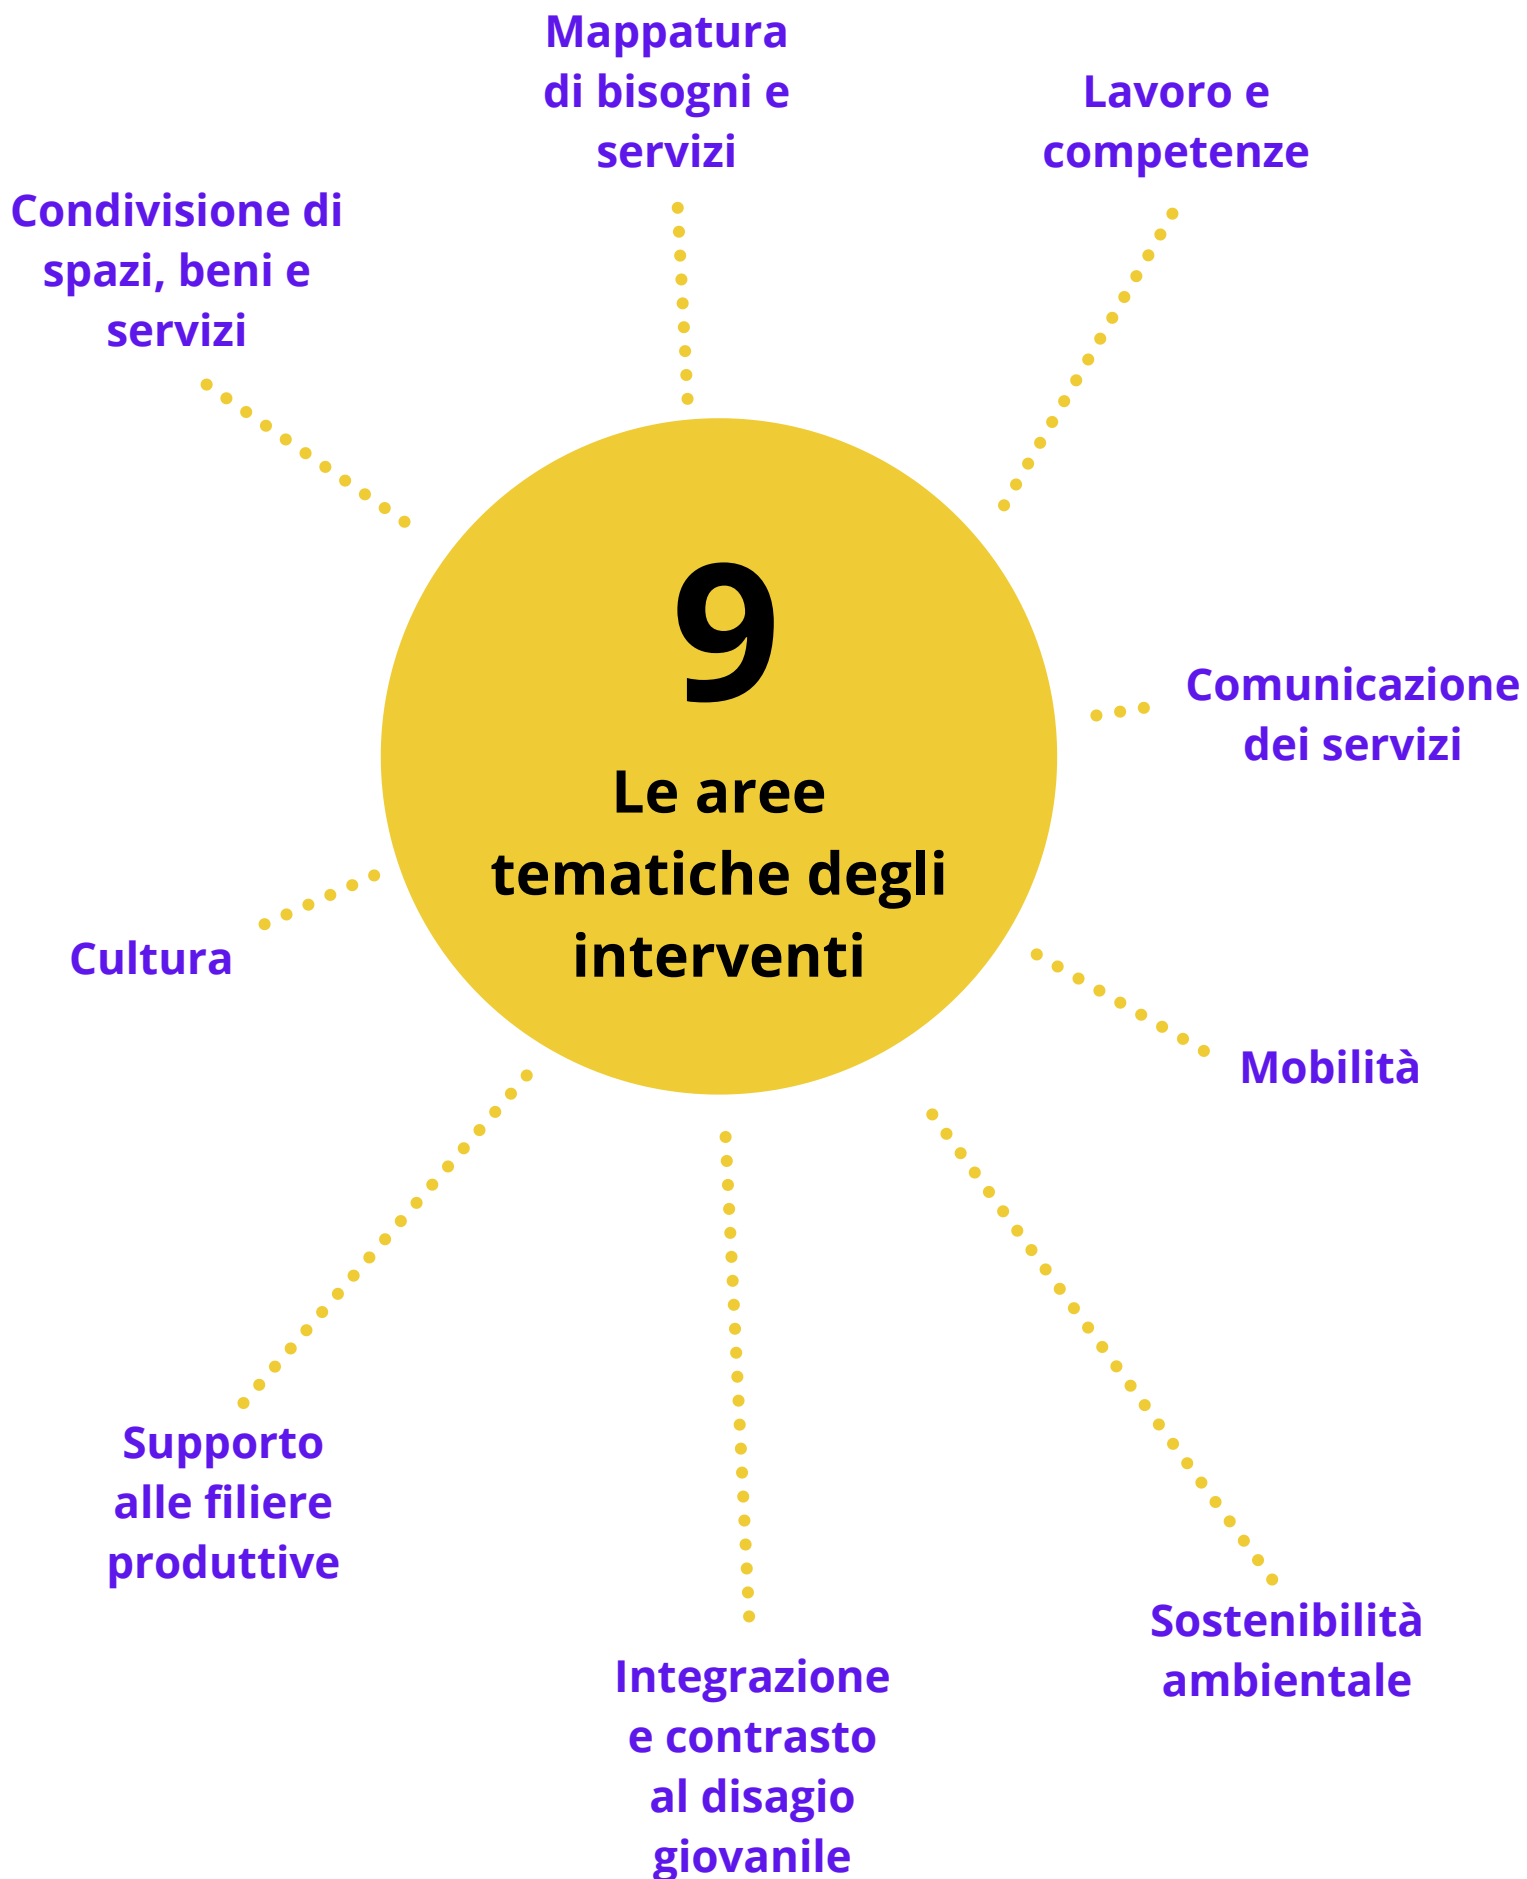 Mappatura
di bisogni e
servizi
Lavoro e
competenze
Condivisione di
spazi, beni e
servizi
9
Le aree
tematiche degli
interventi
Comunicazione
dei servizi
Cultura
Mobilità
Supporto
alle filiere
produttive
Sostenibilità
ambientale
Integrazione
e contrasto
al disagio
giovanile